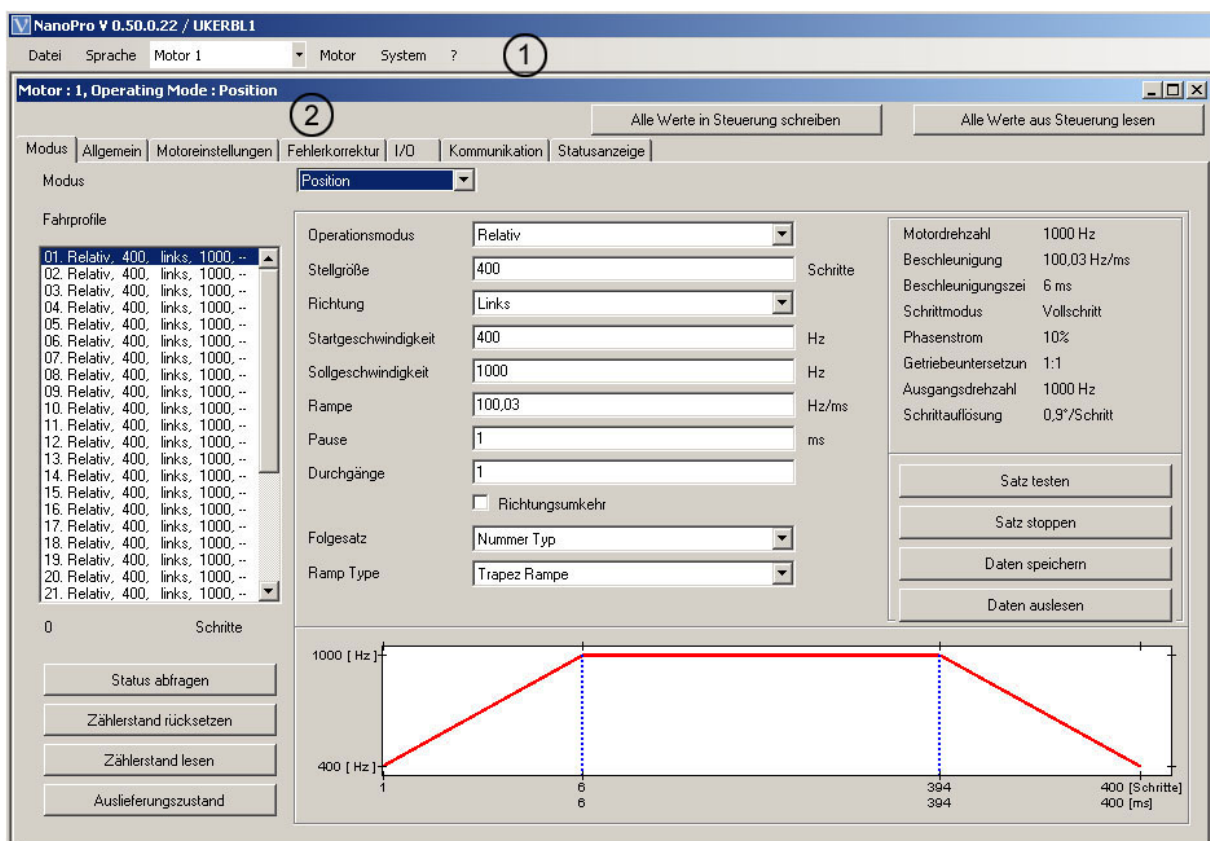 NanoPro V 0.50.0.22 / UKERBL1
Datei Sprache Motor 1 Motor System ? 1
Motor : 1, Operating Mode : Position
2
Alle Werte in Steuerung schreiben Alle Werte aus Steuerung lesen
Modus Allgemein Motoreinstellungen Fehlerkorrektur I/O Kommunikation Statusanzeige
Modus Position
Fahrprofile
01. Relativ, 400, links, 1000, --
02. Relativ, 400, links, 1000, --
03. Relativ, 400, links, 1000, --
04. Relativ, 400, links, 1000, --
05. Relativ, 400, links, 1000, --
06. Relativ, 400, links, 1000, --
07. Relativ, 400, links, 1000, --
08. Relativ, 400, links, 1000, --
09. Relativ, 400, links, 1000, --
10. Relativ, 400, links, 1000, --
11. Relativ, 400, links, 1000, --
12. Relativ, 400, links, 1000, --
13. Relativ, 400, links, 1000, --
14. Relativ, 400, links, 1000, --
15. Relativ, 400, links, 1000, --
16. Relativ, 400, links, 1000, --
17. Relativ, 400, links, 1000, --
18. Relativ, 400, links, 1000, --
19. Relativ, 400, links, 1000, --
20. Relativ, 400, links, 1000, --
21. Relativ, 400, links, 1000, --
0 Schritte
Status abfragen
Zählerstand rücksetzen
Zählerstand lesen
Auslieferungszustand
Operationsmodus Relativ
Stellgröße 400 Schritte
Richtung Links
Startgeschwindigkeit 400 Hz
Sollgeschwindigkeit 1000 Hz
Rampe 100,03 Hz/ms
Pause 1 ms
Durchgänge 1
Richtungsumkehr
Folgesatz Nummer Typ
Ramp Type Trapez Rampe
Motordrehzahl 1000 Hz
Beschleunigung 100,03 Hz/ms
Beschleunigungszei 6 ms
Schrittmodus Vollschritt
Phasenstrom 10%
Getriebeuntersetzun 1:1
Ausgangsdrehzahl 1000 Hz
Schrittauflösung 0,9°/Schritt
Satz testen
Satz stoppen
Daten speichern
Daten auslesen
1000 [ Hz ]
400 [ Hz ]
1 6 394 400 [Schritte]
6 394 400 [ms]